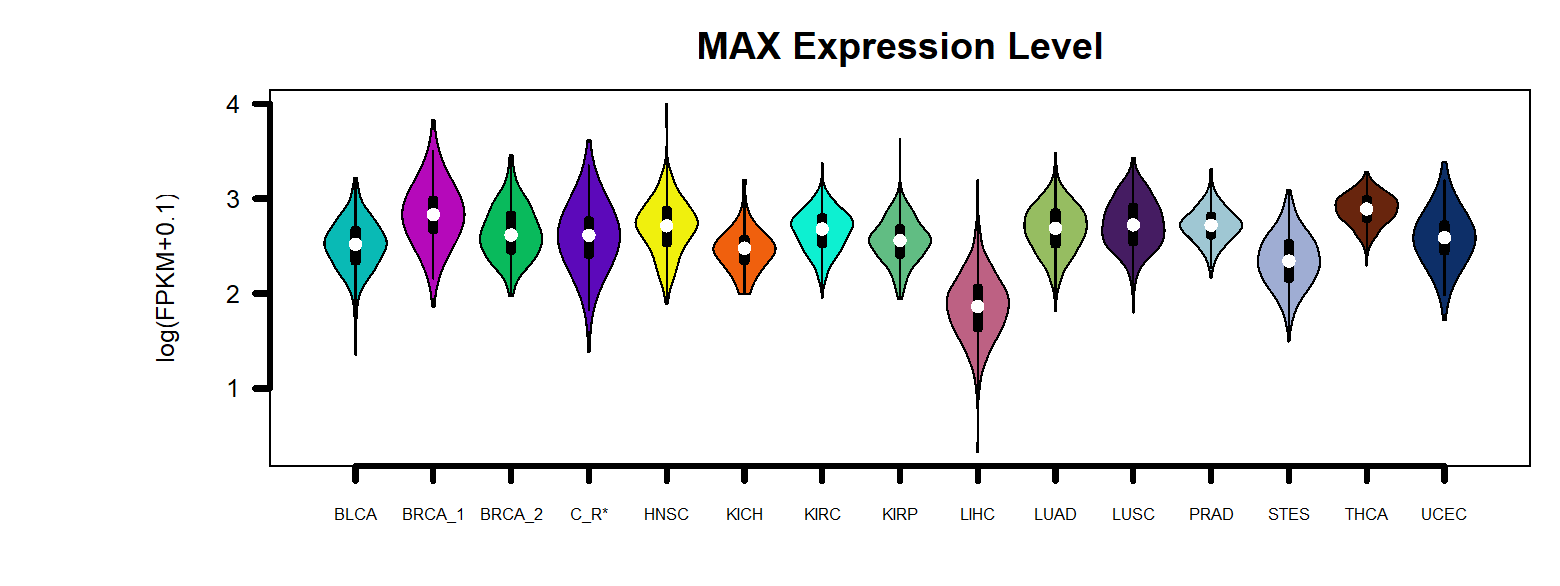 MAX Expression Level
log(FPKM+0.1)
4
3
2
1
BLCA BRCA_1 BRCA_2 C_R* HNSC KICH KIRC KIRP LIHC LUAD LUSC PRAD STES THCA UCEC